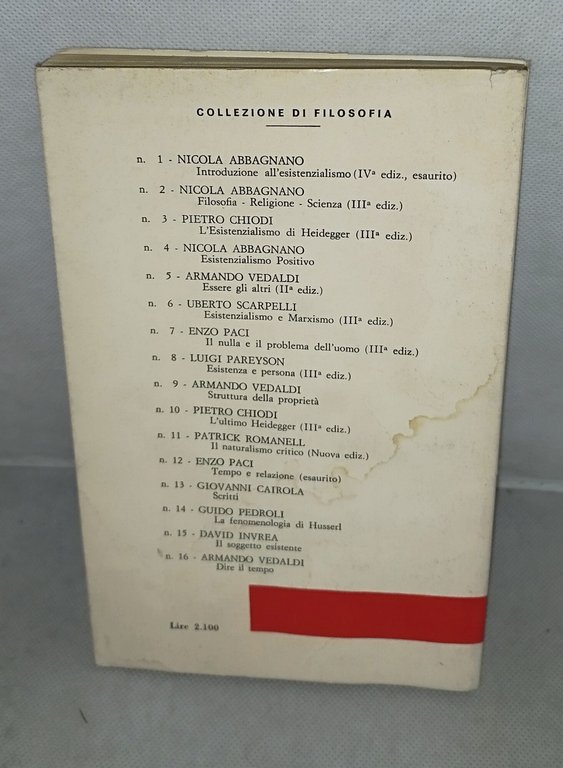 COLLEZIONE DI FILOSOFIA
n. 1 - NICOLA ABBAGNANO
Introduzione all'esistenzialismo (IVª ediz., esaurito)
n. 2 - NICOLA ABBAGNANO
Filosofia - Religione - Scienza (IIIª ediz.)
n. 3 - PIETRO CHIODI
L'Esistenzialismo di Heidegger (IIIª ediz.)
n. 4 - NICOLA ABBAGNANO
Esistenzialismo Positivo
n. 5 - ARMANDO VEDALDI
Essere gli altri (IIª ediz.)
n. 6 - UBERTO SCARPELLI
Esistenzialismo e Marxismo (IIIª ediz.)
n. 7 - ENZO PACI
Il nulla e il problema dell'uomo (IIIª ediz.)
n. 8 - LUIGI PAREYSON
Esistenza e persona (IIIª ediz.)
n. 9 - ARMANDO VEDALDI
Struttura della proprietà
n. 10 - PIETRO CHIODI
L'ultimo Heidegger (IIIª ediz.)
n. 11 - PATRICK ROMANELL
Il naturalismo critico (Nuova ediz.)
n. 12 - ENZO PACI
Tempo e relazione (esaurito)
n. 13 - GIOVANNI CAIROLA
Scritti
n. 14 - GUIDO PEDROLI
La fenomenologia di Husserl
n. 15 - DAVID INVREA
Il soggetto esistente
n. 16 - ARMANDO VEDALDI
Dire il tempo
Lire 2.100